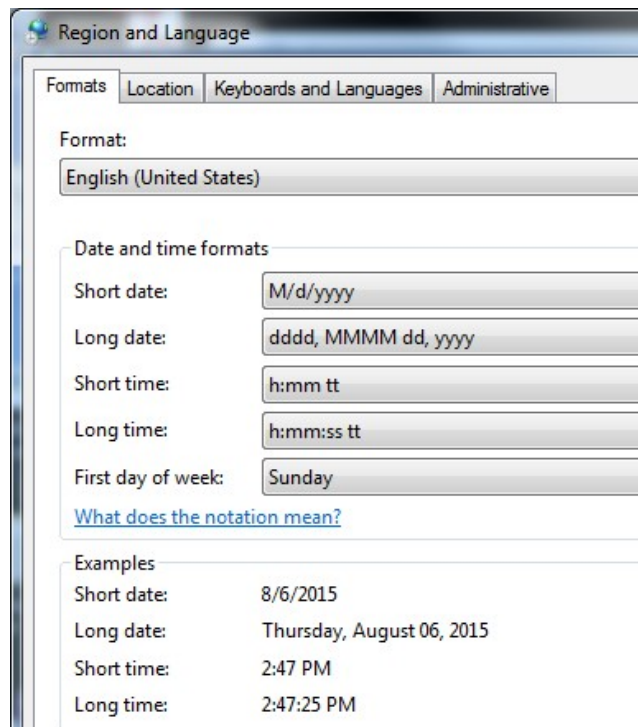 Region and Language
Formats Location Keyboards and Languages Administrative
Format:
English (United States)
Date and time formats
Short date: M/d/yyyy
Long date: dddd, MMMM dd, yyyy
Short time: h:mm tt
Long time: h:mm:ss tt
First day of week: Sunday
What does the notation mean?
Examples
Short date: 8/6/2015
Long date: Thursday, August 06, 2015
Short time: 2:47 PM
Long time: 2:47:25 PM